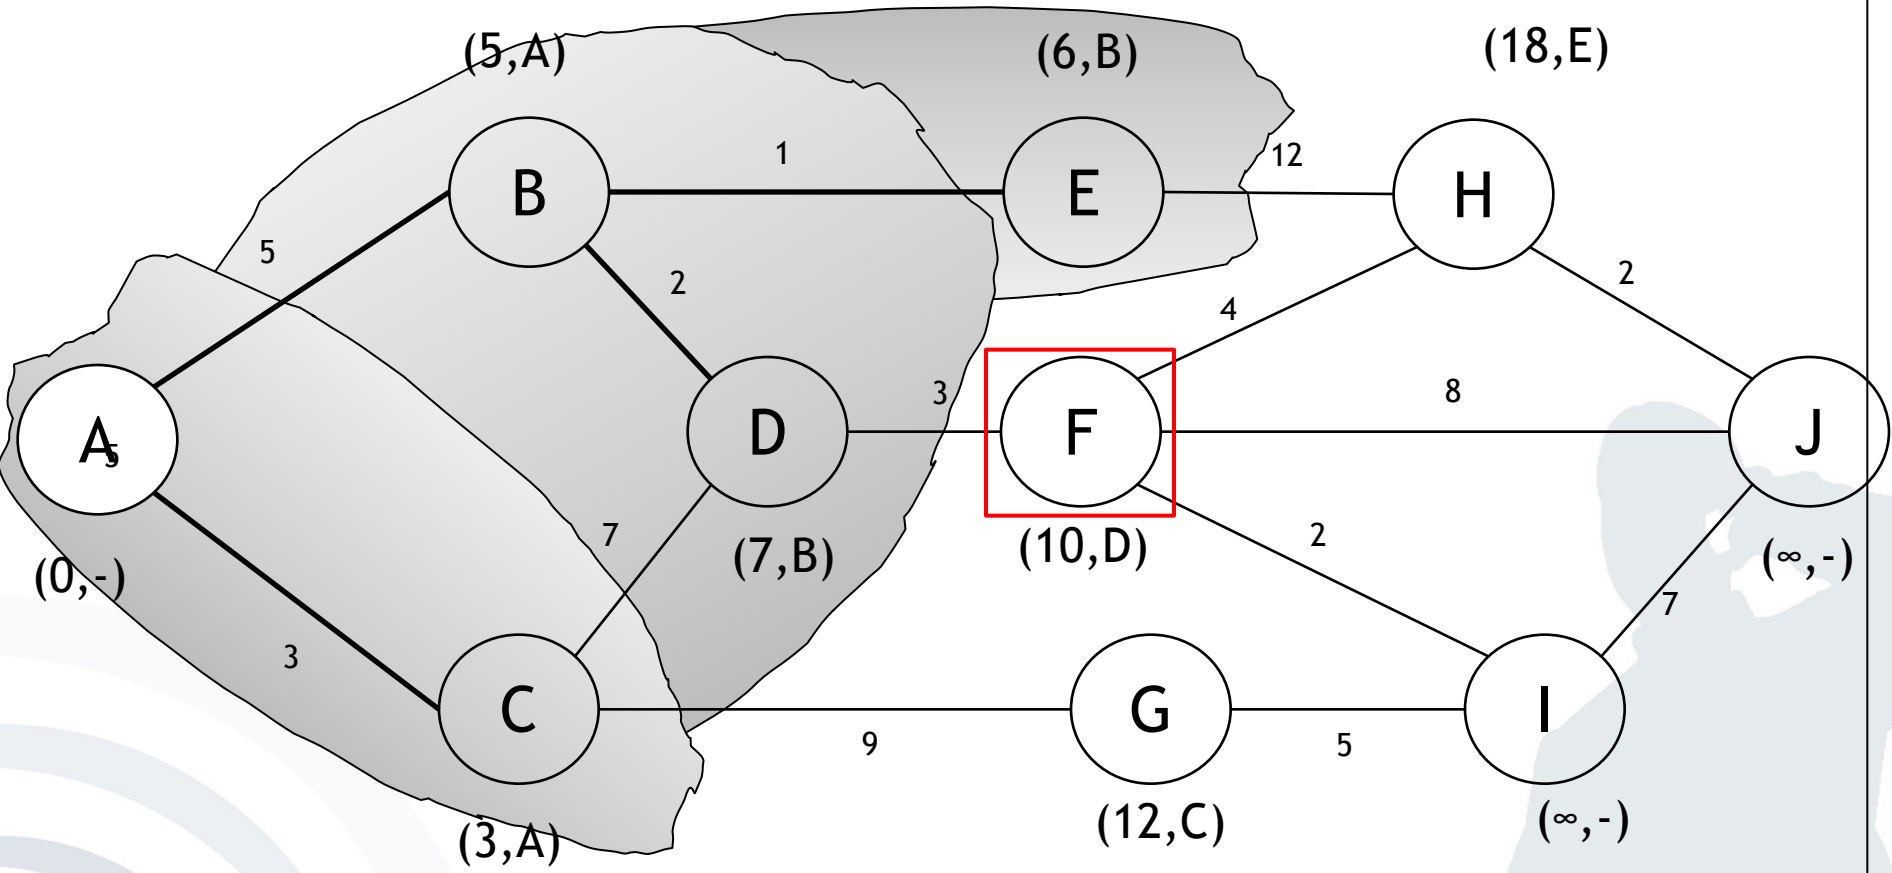 (5,A)
(6,B)
(18,E)
1
12
B
E
H
5
2
2
4
3
8
A
5
D
F
J
(0,-)
7
(7,B)
(10,D)
2
(∞,-)
7
3
C
G
I
9
5
(3,A)
(12,C)
(∞,-)